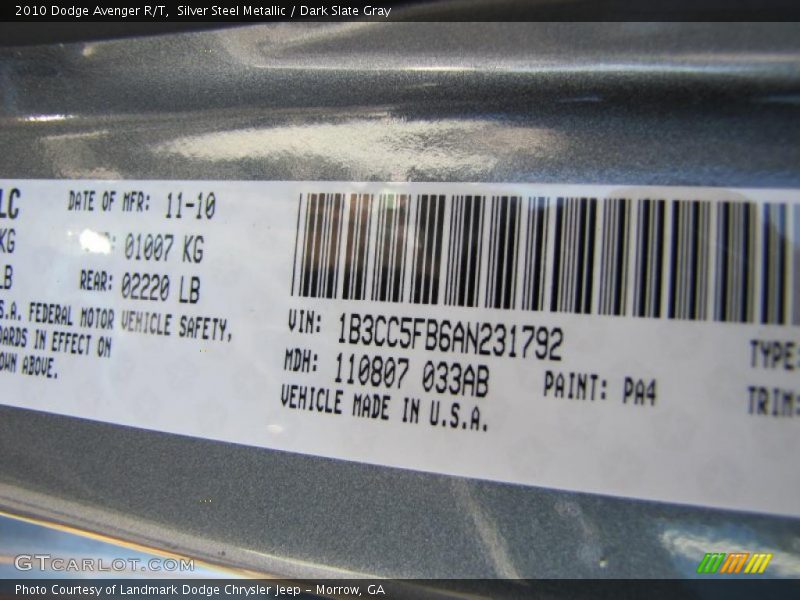 2010 Dodge Avenger R/T,  Silver Steel Metallic / Dark Slate Gray
LC
DATE OF MFR: 11-10
KG
01007 KG
LB
REAR: 02220 LB
S.A. FEDERAL MOTOR VEHICLE SAFETY,
DARDS IN EFFECT ON
OWN ABOVE.
VIN: 1B3CC5FB6AN231792
MDH: 110807 033AB
PAINT: PA4
VEHICLE MADE IN U.S.A.
TYPE:
TRIM:
GTCARLOT.COM
Photo Courtesy of Landmark Dodge Chrysler Jeep – Morrow, GA